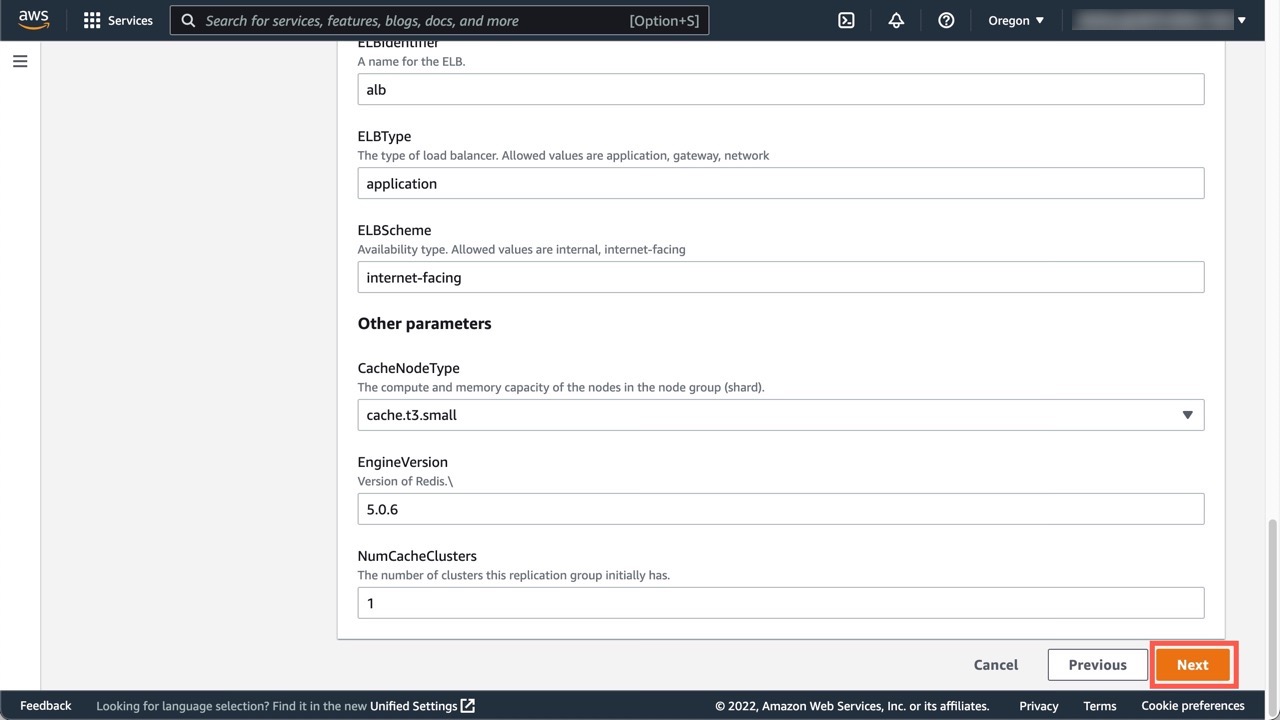 aws Services Search for services, features, blogs, docs, and more [Option+S] Oregon
ELBIdentifier
A name for the ELB.
alb
ELBType
The type of load balancer. Allowed values are application, gateway, network
application
ELBScheme
Availability type. Allowed values are internal, internet-facing
internet-facing
Other parameters
CacheNodeType
The compute and memory capacity of the nodes in the node group (shard).
cache.t3.small
EngineVersion
Version of Redis.\
5.0.6
NumCacheClusters
The number of clusters this replication group initially has.
1
Cancel Previous Next
Feedback Looking for language selection? Find it in the new Unified Settings © 2022, Amazon Web Services, Inc. or its affiliates. Privacy Terms Cookie preferences